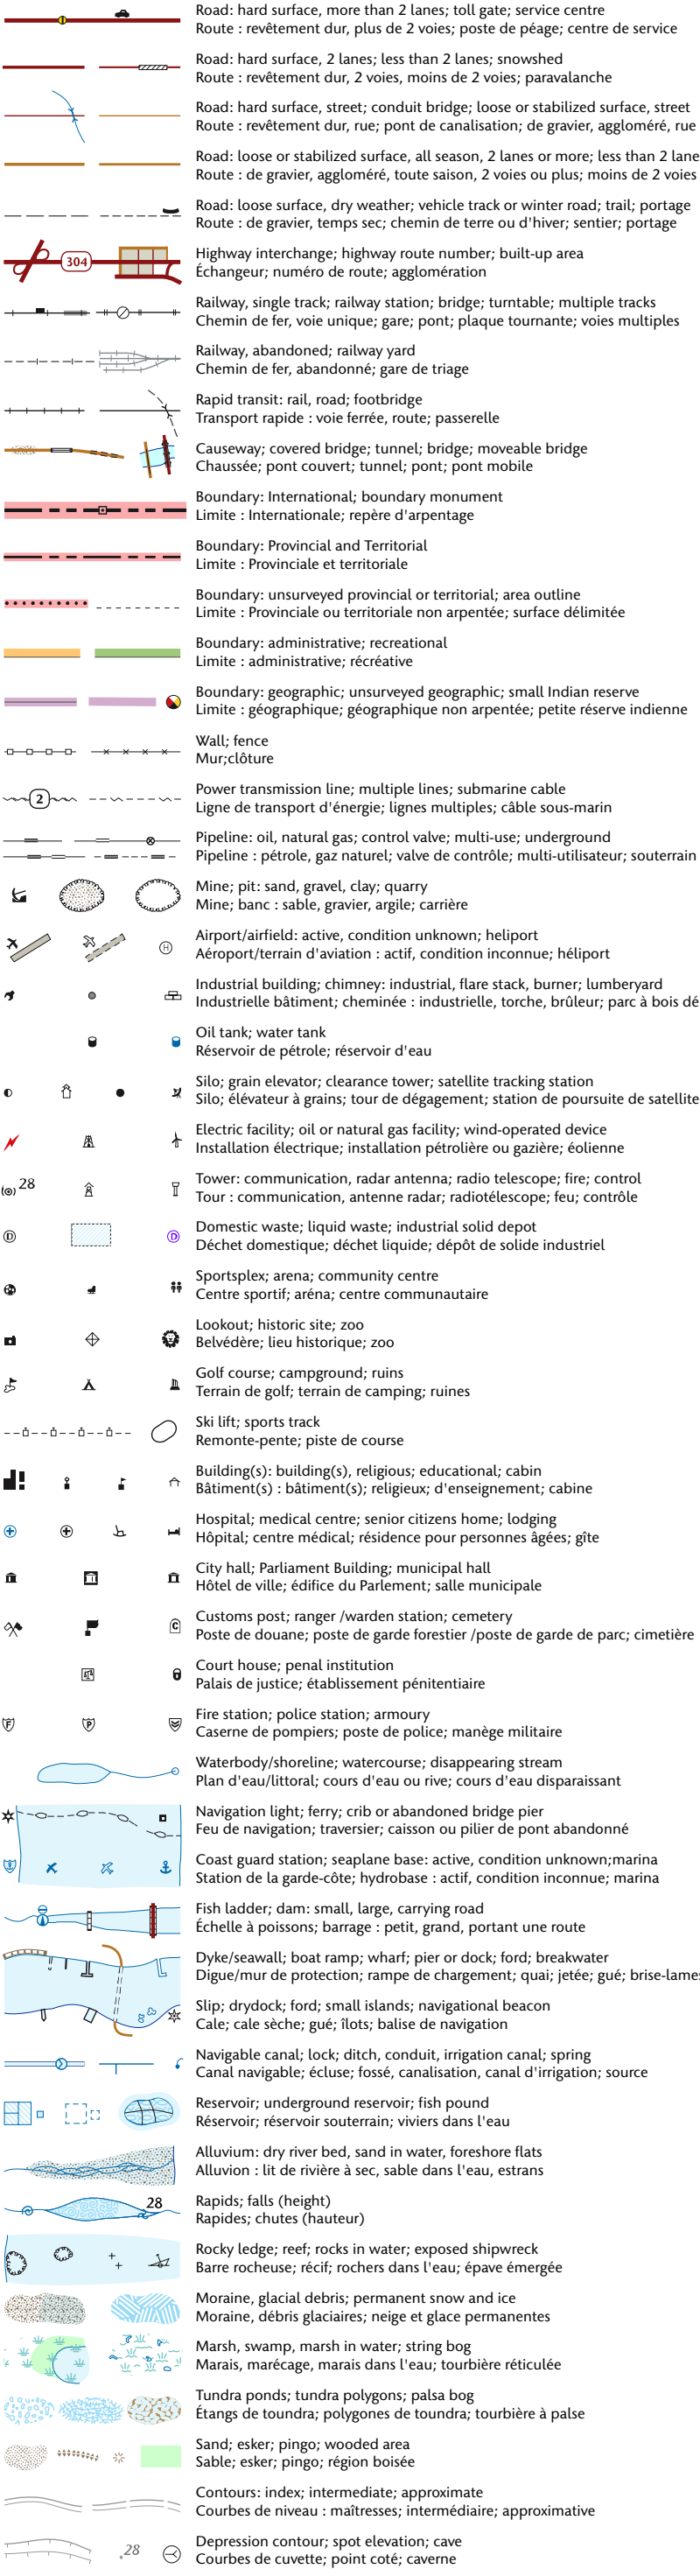 Road: hard surface, more than 2 lanes; toll gate; service centre
Route : revêtement dur, plus de 2 voies; poste de péage; centre de service
Road: hard surface, 2 lanes; less than 2 lanes; snowshed
Route : revêtement dur, 2 voies, moins de 2 voies; paravalanche
Road: hard surface, street; conduit bridge; loose or stabilized surface, street
Route : revêtement dur, rue; pont de canalisation; de gravier, aggloméré, rue
Road: loose or stabilized surface, all season, 2 lanes or more; less than 2 lane
Route : de gravier, aggloméré, toute saison, 2 voies ou plus; moins de 2 voies
Road: loose surface, dry weather; vehicle track or winter road; trail; portage
Route : de gravier, temps sec; chemin de terre ou d'hiver; sentier; portage
304
Highway interchange; highway route number; built-up area
Échangeur; numéro de route; agglomération
Railway, single track; railway station; bridge; turntable; multiple tracks
Chemin de fer, voie unique; gare; pont; plaque tournante; voies multiples
Railway, abandoned; railway yard
Chemin de fer, abandonné; gare de triage
Rapid transit: rail, road; footbridge
Transport rapide : voie ferrée, route; passerelle
Causeway; covered bridge; tunnel; bridge; moveable bridge
Chaussée; pont couvert; tunnel; pont; pont mobile
Boundary: International; boundary monument
Limite : Internationale; repère d'arpentage
Boundary: Provincial and Territorial
Limite : Provinciale et territoriale
Boundary: unsurveyed provincial or territorial; area outline
Limite : Provinciale ou territoriale non arpentée; surface délimitée
Boundary: administrative; recreational
Limite : administrative; récréative
Boundary: geographic; unsurveyed geographic; small Indian reserve
Limite : géographique; géographique non arpentée; petite réserve indienne
Wall; fence
Mur;clôture
2
Power transmission line; multiple lines; submarine cable
Ligne de transport d'énergie; lignes multiples; câble sous-marin
Pipeline: oil, natural gas; control valve; multi-use; underground
Pipeline : pétrole, gaz naturel; valve de contrôle; multi-utilisateur; souterrain
Mine; pit: sand, gravel, clay; quarry
Mine; banc : sable, gravier, argile; carrière
H
Airport/airfield: active, condition unknown; heliport
Aéroport/terrain d'aviation : actif, condition inconnue; héliport
Industrial building; chimney: industrial, flare stack, burner; lumberyard
Industrielle bâtiment; cheminée : industrielle, torche, brûleur; parc à bois dé
Oil tank; water tank
Réservoir de pétrole; réservoir d'eau
Silo; grain elevator; clearance tower; satellite tracking station
Silo; élévateur à grains; tour de dégagement; station de poursuite de satellite
Electric facility; oil or natural gas facility; wind-operated device
Installation électrique; installation pétrolière ou gazière; éolienne
28
Tower: communication, radar antenna; radio telescope; fire; control
Tour : communication, antenne radar; radiotélescope; feu; contrôle
D D
Domestic waste; liquid waste; industrial solid depot
Déchet domestique; déchet liquide; dépôt de solide industriel
Sportsplex; arena; community centre
Centre sportif; aréna; centre communautaire
Lookout; historic site; zoo
Belvédère; lieu historique; zoo
Golf course; campground; ruins
Terrain de golf; terrain de camping; ruines
Ski lift; sports track
Remonte-pente; piste de course
Building(s): building(s), religious; educational; cabin
Bâtiment(s) : bâtiment(s); religieux; d'enseignement; cabine
Hospital; medical centre; senior citizens home; lodging
Hôpital; centre médical; résidence pour personnes âgées; gîte
City hall; Parliament Building; municipal hall
Hôtel de ville; édifice du Parlement; salle municipale
C
Customs post; ranger /warden station; cemetery
Poste de douane; poste de garde forestier /poste de garde de parc; cimetière
Court house; penal institution
Palais de justice; établissement pénitentiaire
F P
Fire station; police station; armoury
Caserne de pompiers; poste de police; manège militaire
Waterbody/shoreline; watercourse; disappearing stream
Plan d'eau/littoral; cours d'eau ou rive; cours d'eau disparaissant
Navigation light; ferry; crib or abandoned bridge pier
Feu de navigation; traversier; caisson ou pilier de pont abandonné
Coast guard station; seaplane base: active, condition unknown;marina
Station de la garde-côte; hydrobase : actif, condition inconnue; marina
Fish ladder; dam: small, large, carrying road
Échelle à poissons; barrage : petit, grand, portant une route
Dyke/seawall; boat ramp; wharf; pier or dock; ford; breakwater
Digue/mur de protection; rampe de chargement; quai; jetée; gué; brise-lames
Slip; drydock; ford; small islands; navigational beacon
Cale; cale sèche; gué; îlots; balise de navigation
Navigable canal; lock; ditch, conduit, irrigation canal; spring
Canal navigable; écluse; fossé, canalisation, canal d'irrigation; source
Reservoir; underground reservoir; fish pound
Réservoir; réservoir souterrain; viviers dans l'eau
Alluvium: dry river bed, sand in water, foreshore flats
Alluvion : lit de rivière à sec, sable dans l'eau, estrans
28
Rapids; falls (height)
Rapides; chutes (hauteur)
Rocky ledge; reef; rocks in water; exposed shipwreck
Barre rocheuse; récif; rochers dans l'eau; épave émergée
Moraine, glacial debris; permanent snow and ice
Moraine, débris glaciaires; neige et glace permanentes
Marsh, swamp, marsh in water; string bog
Marais, marécage, marais dans l'eau; tourbière réticulée
Tundra ponds; tundra polygons; palsa bog
Étangs de toundra; polygones de toundra; tourbière à palse
Sand; esker; pingo; wooded area
Sable; esker; pingo; région boisée
Contours: index; intermediate; approximate
Courbes de niveau : maîtresses; intermédiaire; approximative
.28
Depression contour; spot elevation; cave
Courbes de cuvette; point coté; caverne